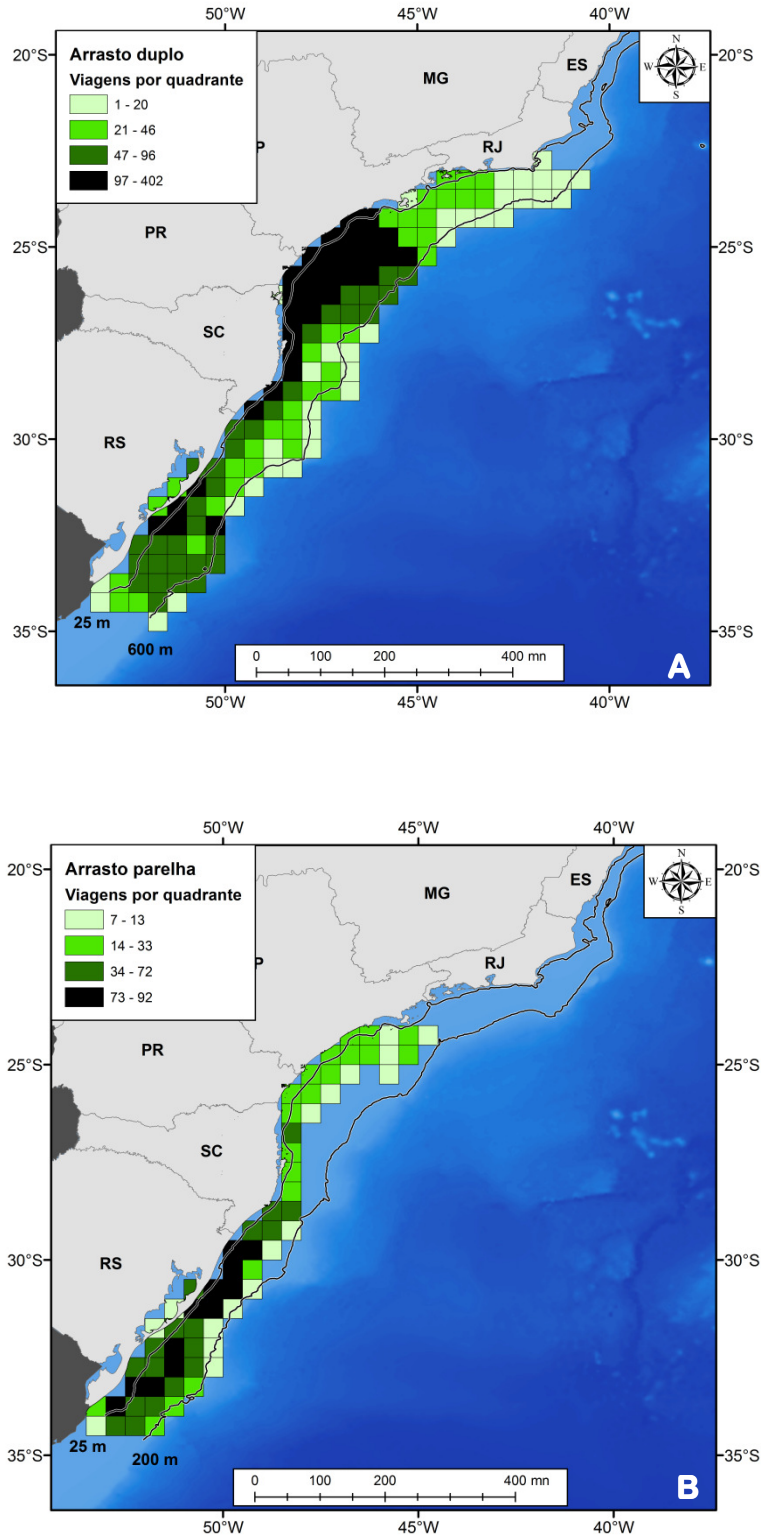 50°W 45°W 40°W
20°S 20°S
Arrasto duplo
Viagens por quadrante
1 - 20
21 - 46
47 - 96
97 - 402
N
W E
S
ES
MG
RJ
P
25°S 25°S
PR
SC
30°S 30°S
RS
25 m
600 m
35°S 35°S
0 100 200 400 mn
A
50°W 45°W 40°W
50°W 45°W 40°W
20°S 20°S
Arrasto parelha
Viagens por quadrante
7 - 13
14 - 33
34 - 72
73 - 92
N
W E
S
ES
MG
RJ
P
PR
25°S 25°S
SC
30°S 30°S
RS
25 m
200 m
35°S 35°S
0 100 200 400 mn
B
50°W 45°W 40°W